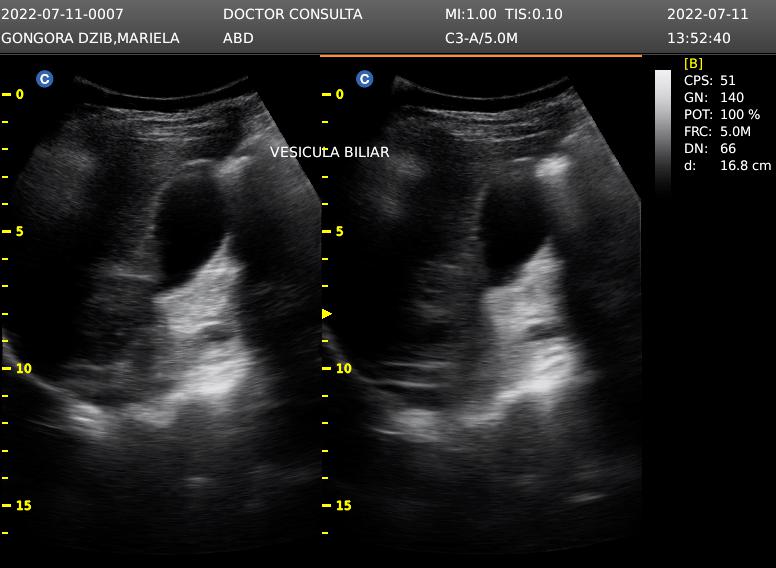 2022-07-11-0007 DOCTOR CONSULTA MI:1.00 TIS:0.10 2022-07-11
GONGORA DZIB,MARIELA ABD C3-A/5.0M 13:52:40
C C
[B]
0 0
CPS: 51
GN: 140
POT: 100 %
FRC: 5.0M
DN: 66
d: 16.8 cm
VESICULA BILIAR
5 5
10 10
15 15